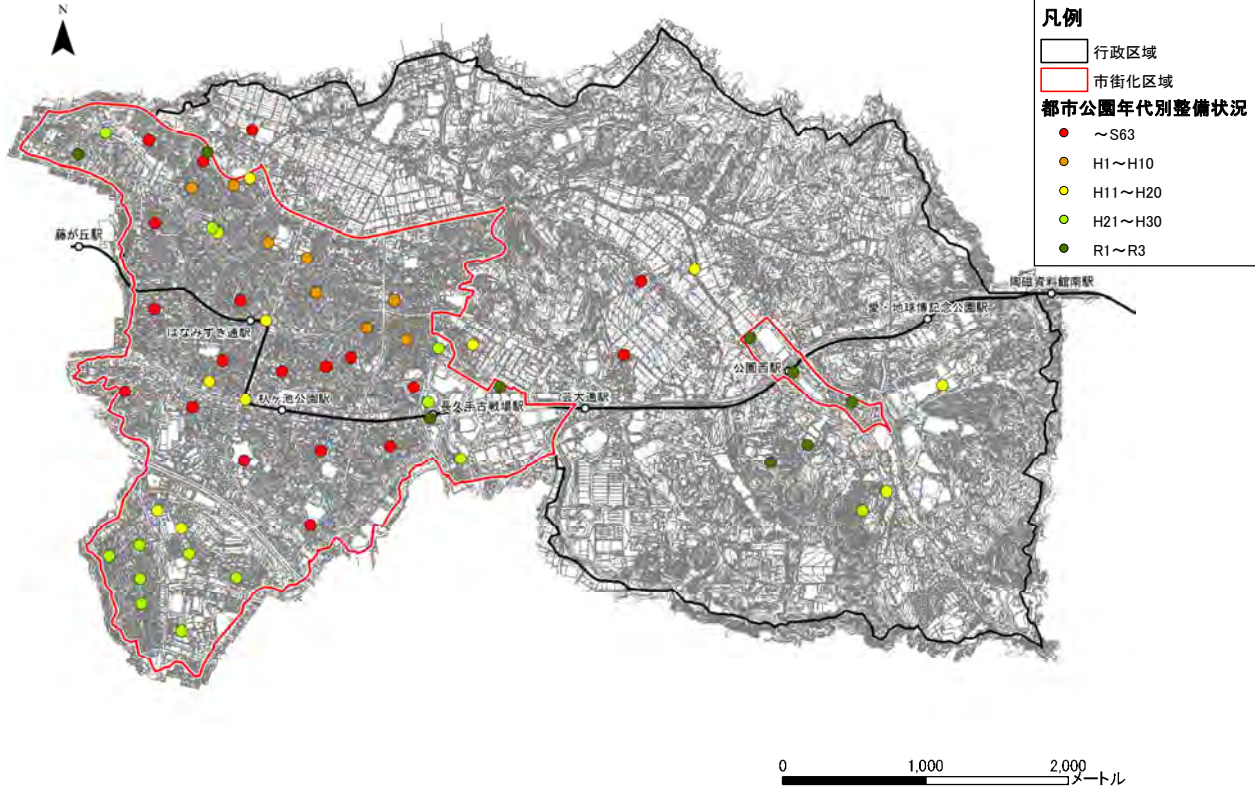 N
凡例
行政区域
市街化区域
都市公園年代別整備状況
～S63
H1～H10
H11～H20
H21～H30
R1～R3
藤が丘駅
はなみずき通駅
杁ヶ池公園駅
長久手古戦場駅
芸大通駅
公園西駅
愛・地球博記念公園駅
陶磁資料館南駅
0 1,000 2,000
メートル